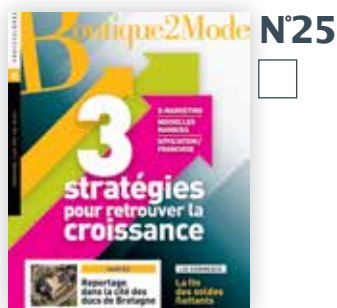 Boutique2Mode
N°25
E-MARKETING
NOUVELLES
MARQUES
AFFILIATION/
FRANCHISE
3
stratégies
pour retrouver la
croissance
NANTES
Reportage
dans la cité des
ducs de Bretagne
La fin
des soldes
flottants